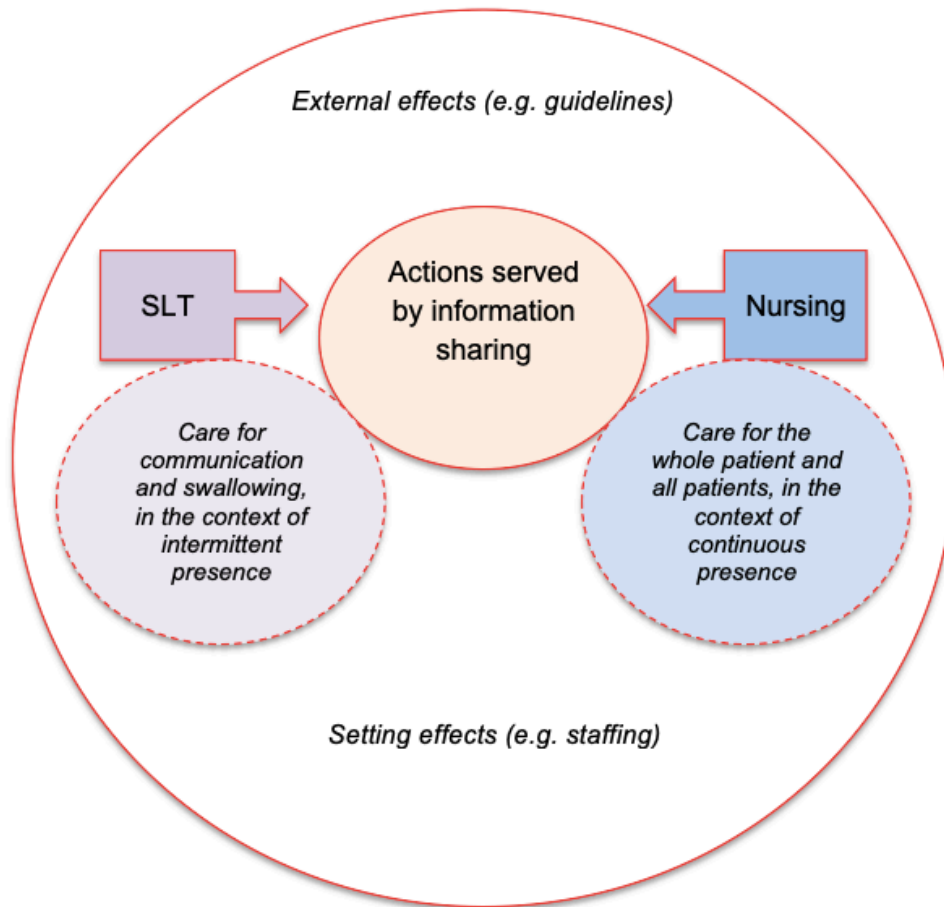 External effects (e.g. guidelines)
SLT
Actions served
by information
sharing
Nursing
Care for
communication
and swallowing,
in the context of
intermittent
presence
Care for the
whole patient and
all patients, in the
context of
continuous
presence
Setting effects (e.g. staffing)